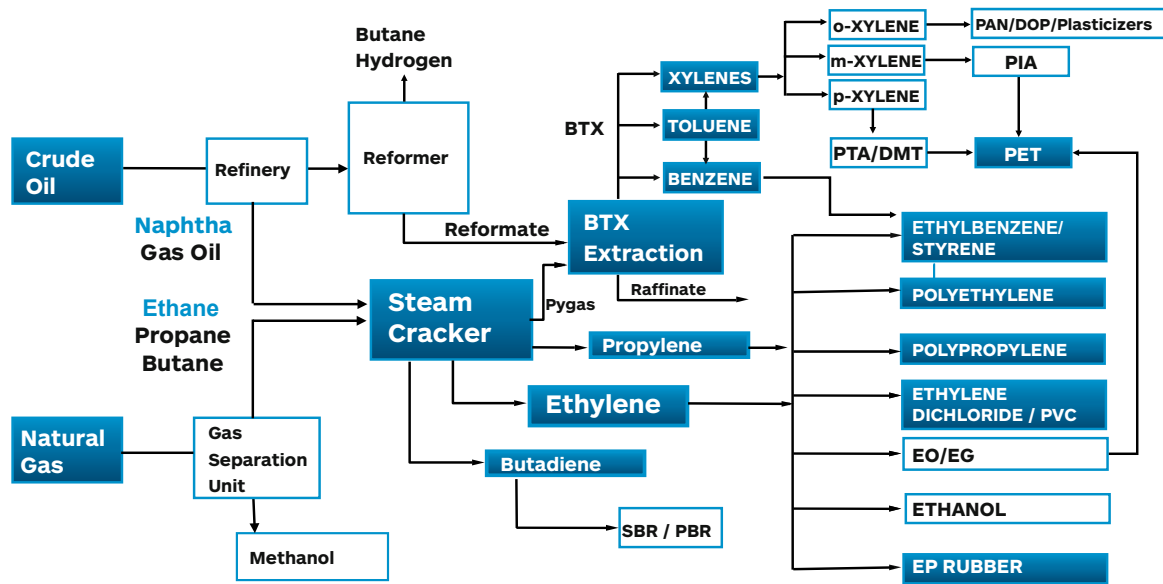 Butane
Hydrogen
o-XYLENE
PAN/DOP/Plasticizers
XYLENES
m-XYLENE
PIA
p-XYLENE
BTX
TOLUENE
Crude
Oil
Refinery
Reformer
PTA/DMT
PET
BENZENE
Naphtha
Gas Oil
Reformate
BTX
Extraction
ETHYLBENZENE/
STYRENE
Ethane
Propane
Butane
Steam
Cracker
Pygas
Raffinate
POLYETHYLENE
Propylene
POLYPROPYLENE
Ethylene
ETHYLENE
DICHLORIDE / PVC
Natural
Gas
Gas
Separation
Unit
Butadiene
EO/EG
SBR / PBR
ETHANOL
Methanol
EP RUBBER